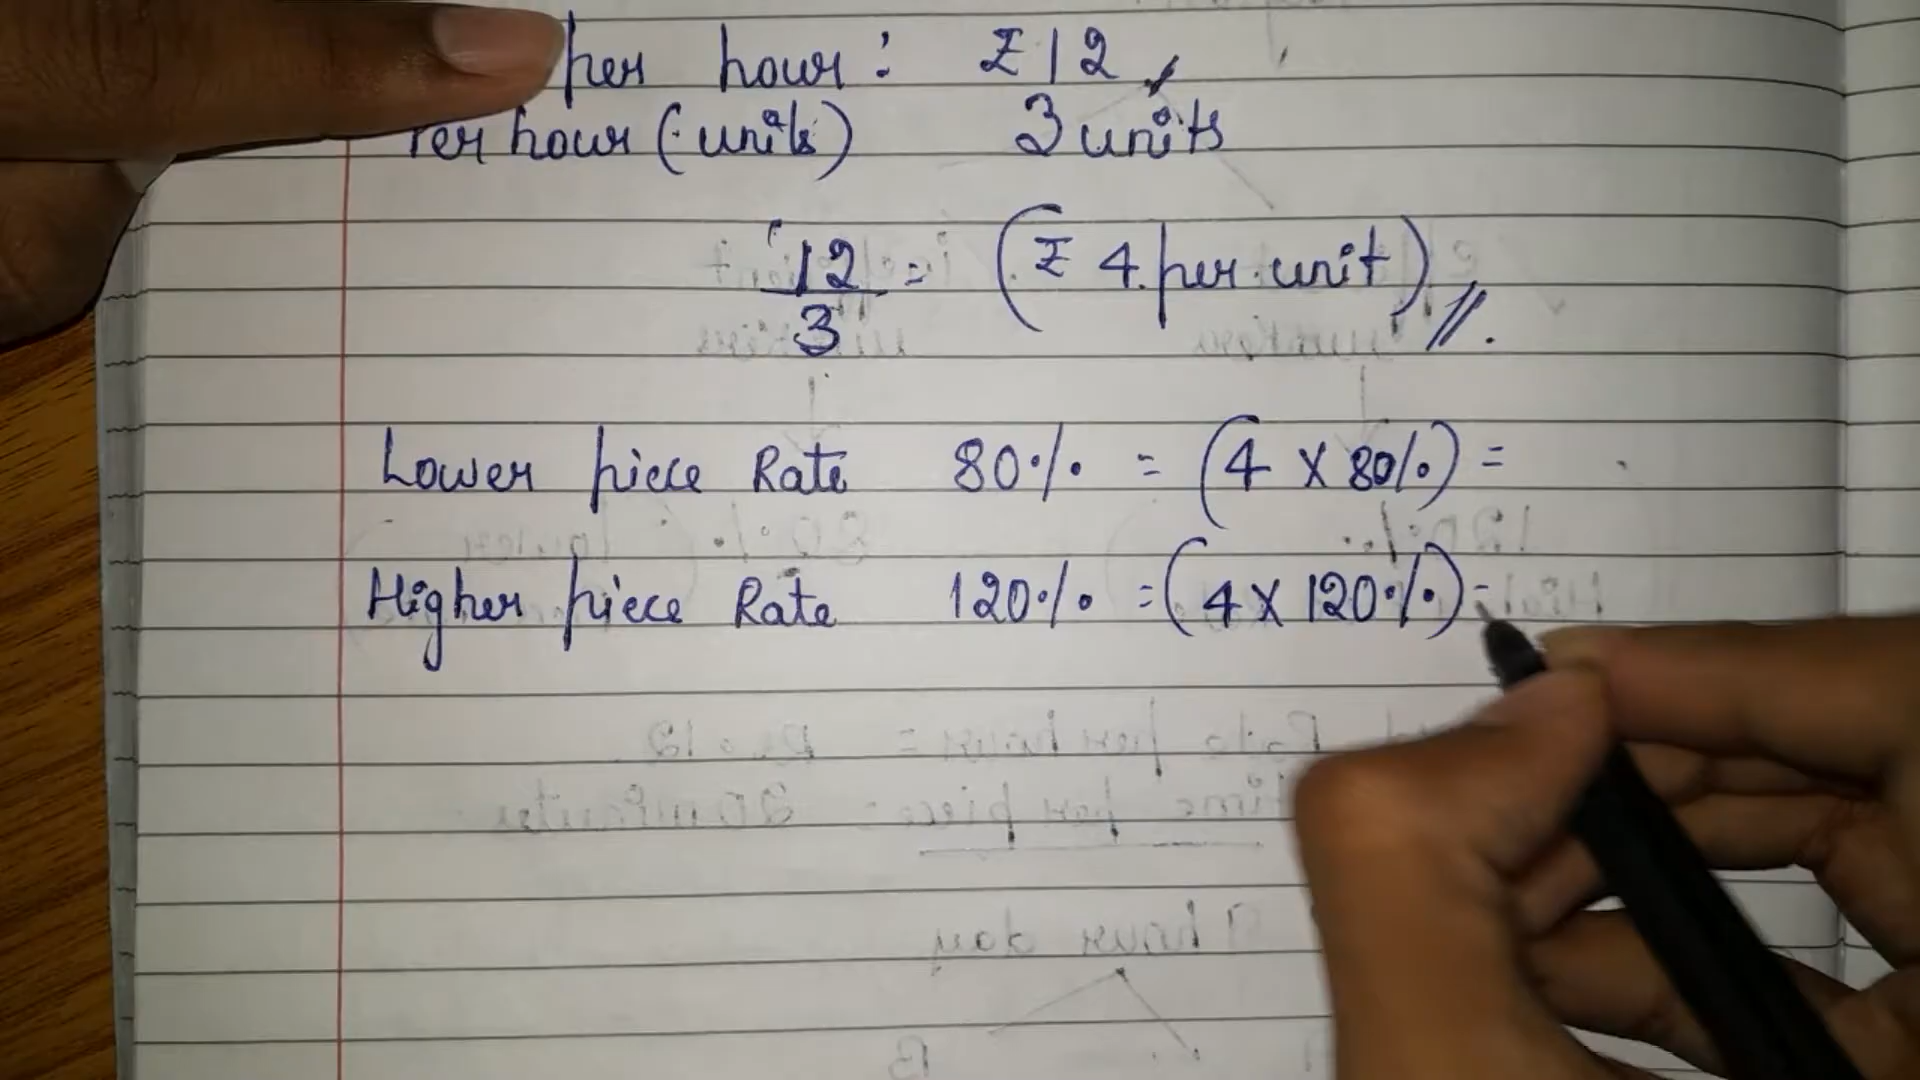 per hour : ₹12
Per hour (units) 3 units
12/3 = (₹ 4 per unit)
Lower piece Rate 80% = (4 X 80%) =
Higher piece Rate 120% = (4 X 120%) =